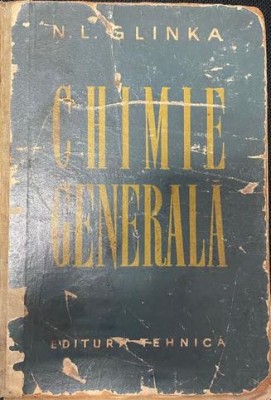 N. L. GLINKA
CHIMIE
GENERALĂ
EDITURA TEHNICĂ